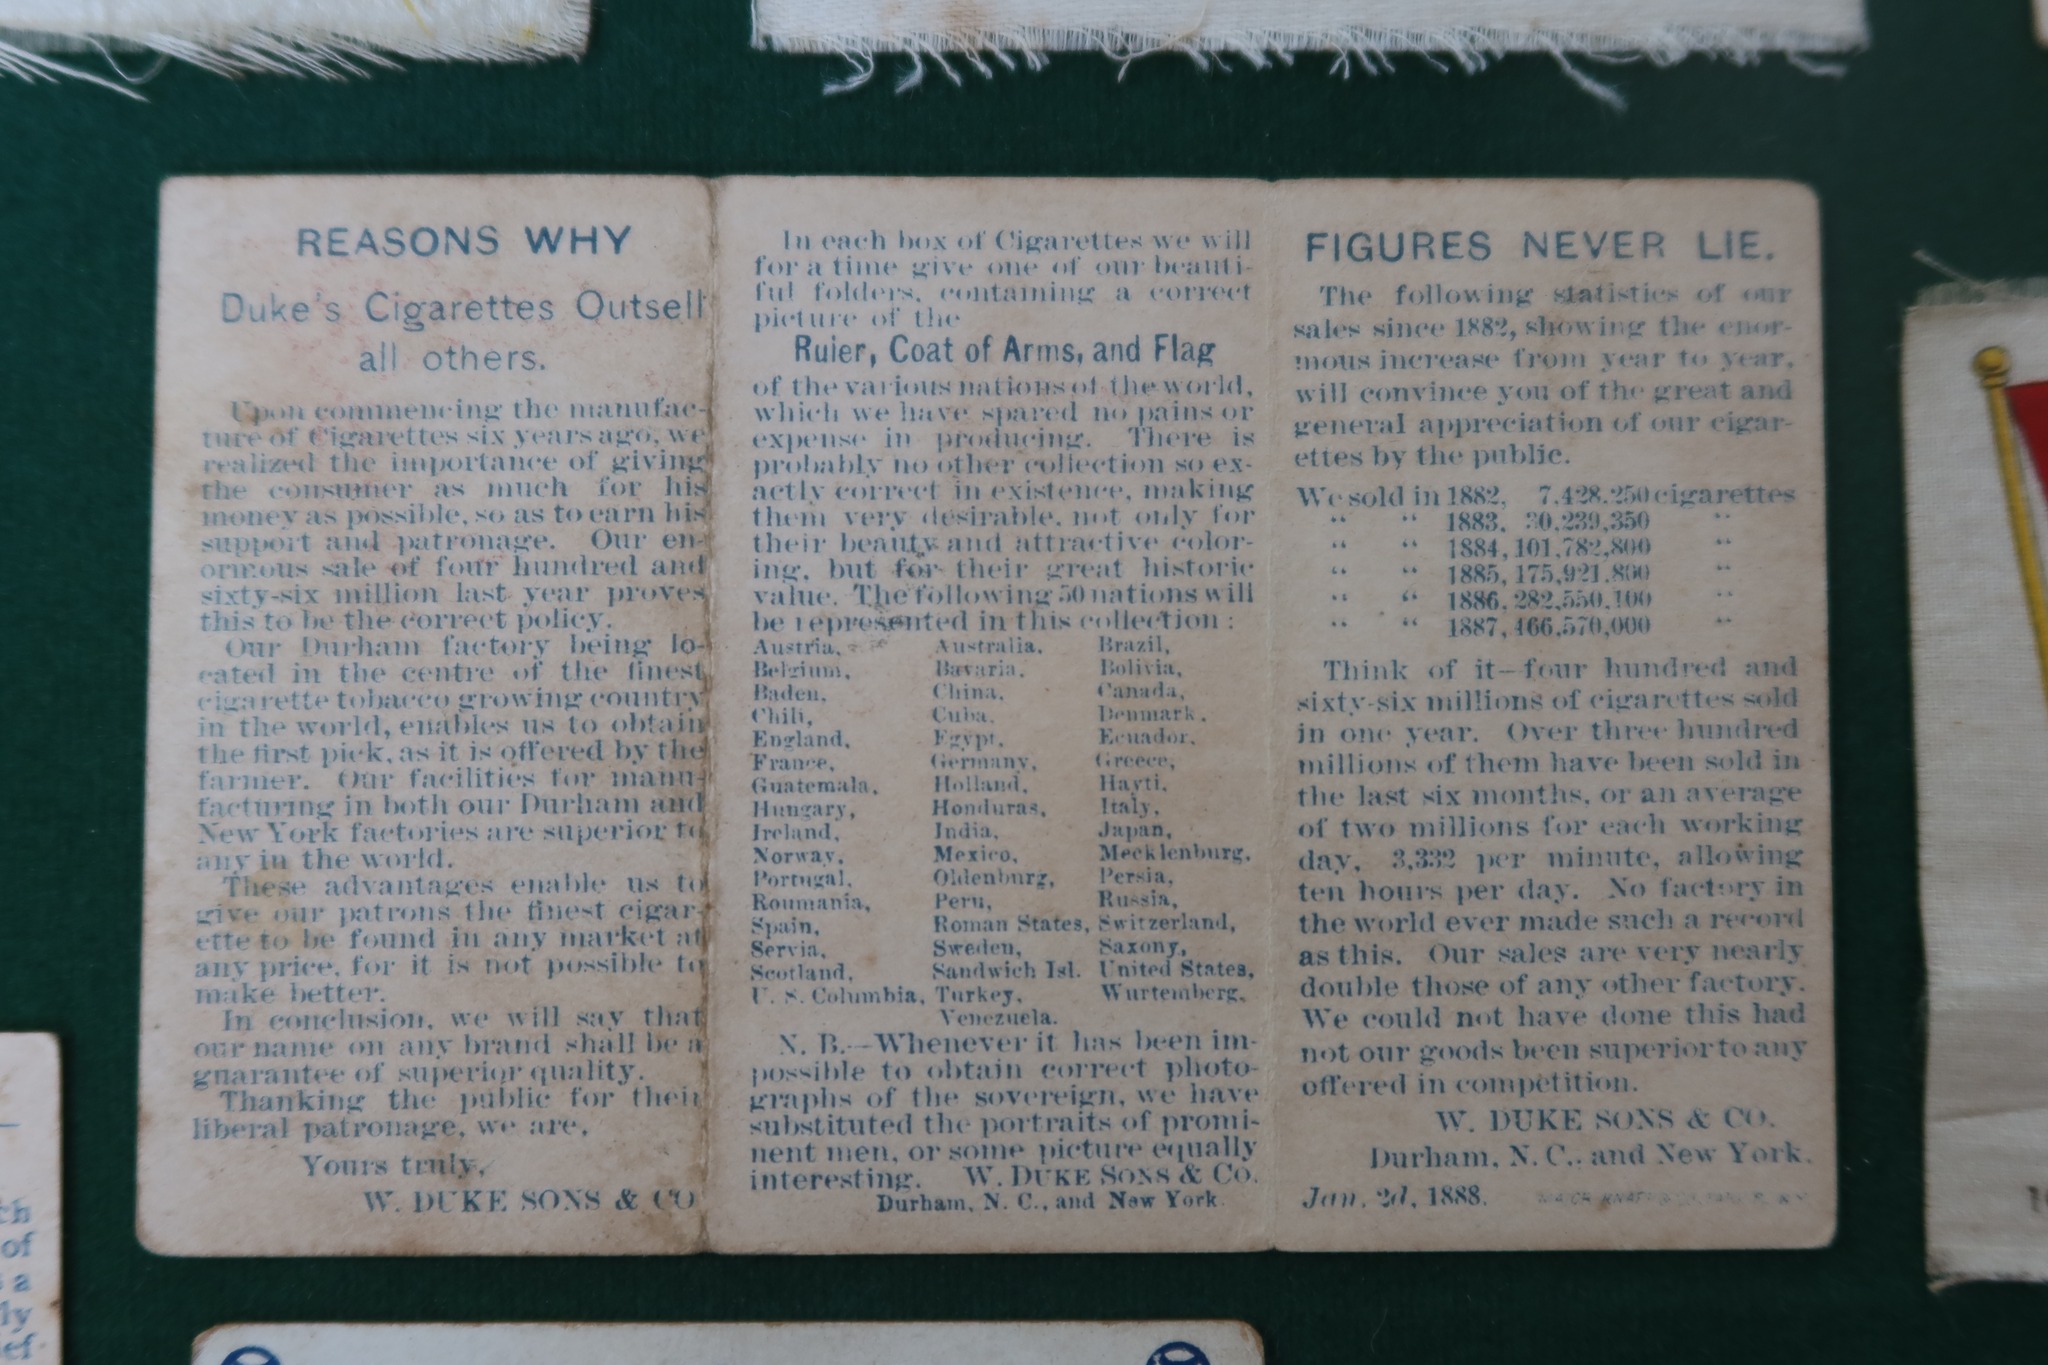 REASONS WHY
Duke's Cigarettes Outsell
all others.
Upon commencing the manufac-
ture of Cigarettes six years ago, we
realized the importance of giving
the consumer as much for his
money as possible, so as to earn his
support and patronage. Our en-
ormous sale of four hundred and
sixty-six million last year proves
this to be the correct policy.
Our Durham factory being lo-
cated in the centre of the finest
cigarette tobacco growing country
in the world, enables us to obtain
the first pick, as it is offered by the
farmer. Our facilities for manu-
facturing in both our Durham and
New York factories are superior to
any in the world.
These advantages enable us to
give our patrons the finest cigar-
ette to be found in any market at
any price, for it is not possible to
make better.
In conclusion, we will say that
our name on any brand shall be a
guarantee of superior quality.
Thanking the public for their
liberal patronage, we are,
Yours truly,
W. DUKE SONS & CO
In each box of Cigarettes we will
for a time give one of our beauti-
ful folders, containing a correct
picture of the
Ruler, Coat of Arms, and Flag
of the various nations of the world,
which we have spared no pains or
expense in producing. There is
probably no other collection so ex-
actly correct in existence, making
them very desirable, not only for
their beauty and attractive color-
ing, but for their great historic
value. The following 50 nations will
be represented in this collection:
Austria, Australia, Brazil,
Belgium, Bavaria, Bolivia,
Baden, China, Canada,
Chili, Cuba, Denmark,
England, Egypt, Ecuador,
France, Germany, Greece,
Guatemala, Holland, Hayti,
Hungary, Honduras, Italy,
Ireland, India, Japan,
Norway, Mexico, Mecklenburg,
Portugal, Oldenburg, Persia,
Roumania, Peru, Russia,
Spain, Roman States, Switzerland,
Servia, Sweden, Saxony,
Scotland, Sandwich Isl. United States,
U. S. Columbia, Turkey, Wurtemberg,
Venezuela.
N. B.—Whenever it has been im-
possible to obtain correct photo-
graphs of the sovereign, we have
substituted the portraits of promi-
nent men, or some picture equally
interesting. W. DUKE SONS & CO.
Durham, N. C., and New York.
FIGURES NEVER LIE.
The following statistics of our
sales since 1882, showing the enor-
mous increase from year to year,
will convince you of the great and
general appreciation of our cigar-
ettes by the public.
We sold in 1882, 7,428,250 cigarettes
“ “ 1883, 30,239,350 “
“ “ 1884, 101,782,800 “
“ “ 1885, 175,921,800 “
“ “ 1886, 282,550,100 “
“ “ 1887, 466,570,000 “
Think of it—four hundred and
sixty-six millions of cigarettes sold
in one year. Over three hundred
millions of them have been sold in
the last six months, or an average
of two millions for each working
day, 3,332 per minute, allowing
ten hours per day. No factory in
the world ever made such a record
as this. Our sales are very nearly
double those of any other factory.
We could not have done this had
not our goods been superior to any
offered in competition.
W. DUKE SONS & CO.
Durham, N. C., and New York.
Jan. 2d, 1888.
of
a